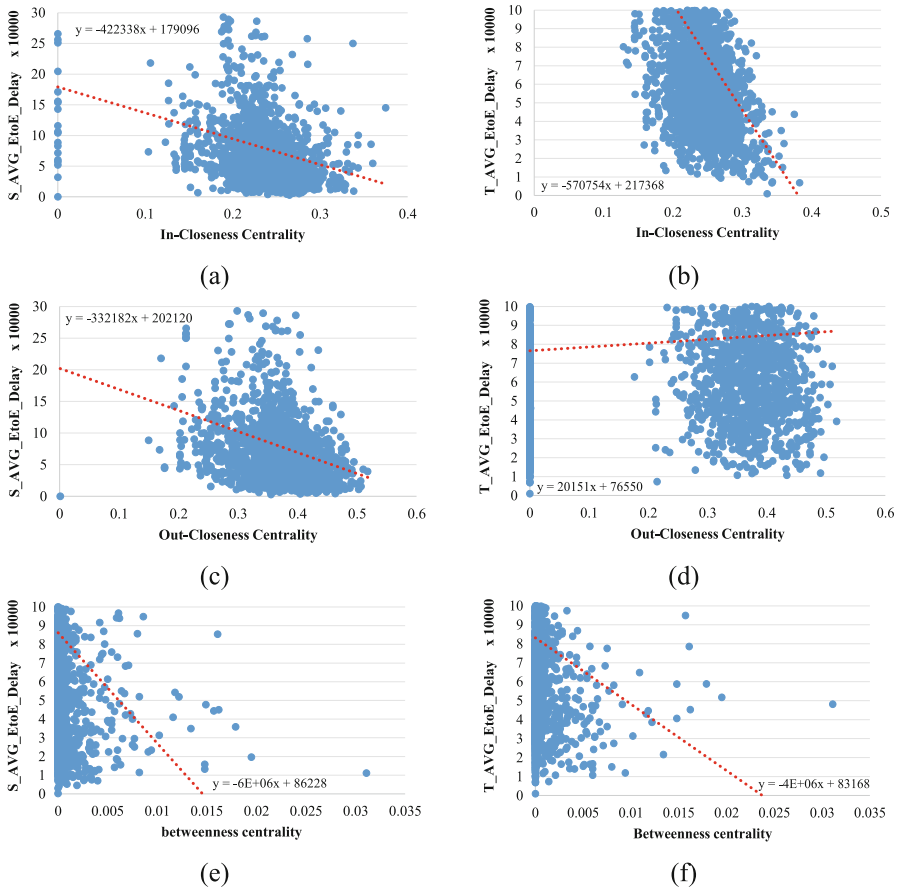 30
25
20
15
10
5
0
S_AVG_EtoE_Delay x 10000
y = -422338x + 179096
0 0.1 0.2 0.3 0.4
In-Closeness Centrality
(a)
10
9
8
7
6
5
4
3
2
1
0
T_AVG_EtoE_Delay x 10000
y = -570754x + 217368
0 0.1 0.2 0.3 0.4 0.5
In-Closeness Centrality
(b)
30
25
20
15
10
5
0
S_AVG_EtoE_Delay x 10000
y = -332182x + 202120
0 0.1 0.2 0.3 0.4 0.5 0.6
Out-Closeness Centrality
(c)
10
9
8
7
6
5
4
3
2
1
0
T_AVG_EtoE_Delay x 10000
y = 20151x + 76550
0 0.1 0.2 0.3 0.4 0.5 0.6
Out-Closeness Centrality
(d)
10
9
8
7
6
5
4
3
2
1
0
S_AVG_EtoE_Delay x 10000
y = -6E+06x + 86228
0 0.005 0.01 0.015 0.02 0.025 0.03 0.035
betweenness centrality
(e)
10
9
8
7
6
5
4
3
2
1
0
T_AVG_EtoE_Delay x 10000
y = -4E+06x + 83168
0 0.005 0.01 0.015 0.02 0.025 0.03 0.035
Betweenness centrality
(f)